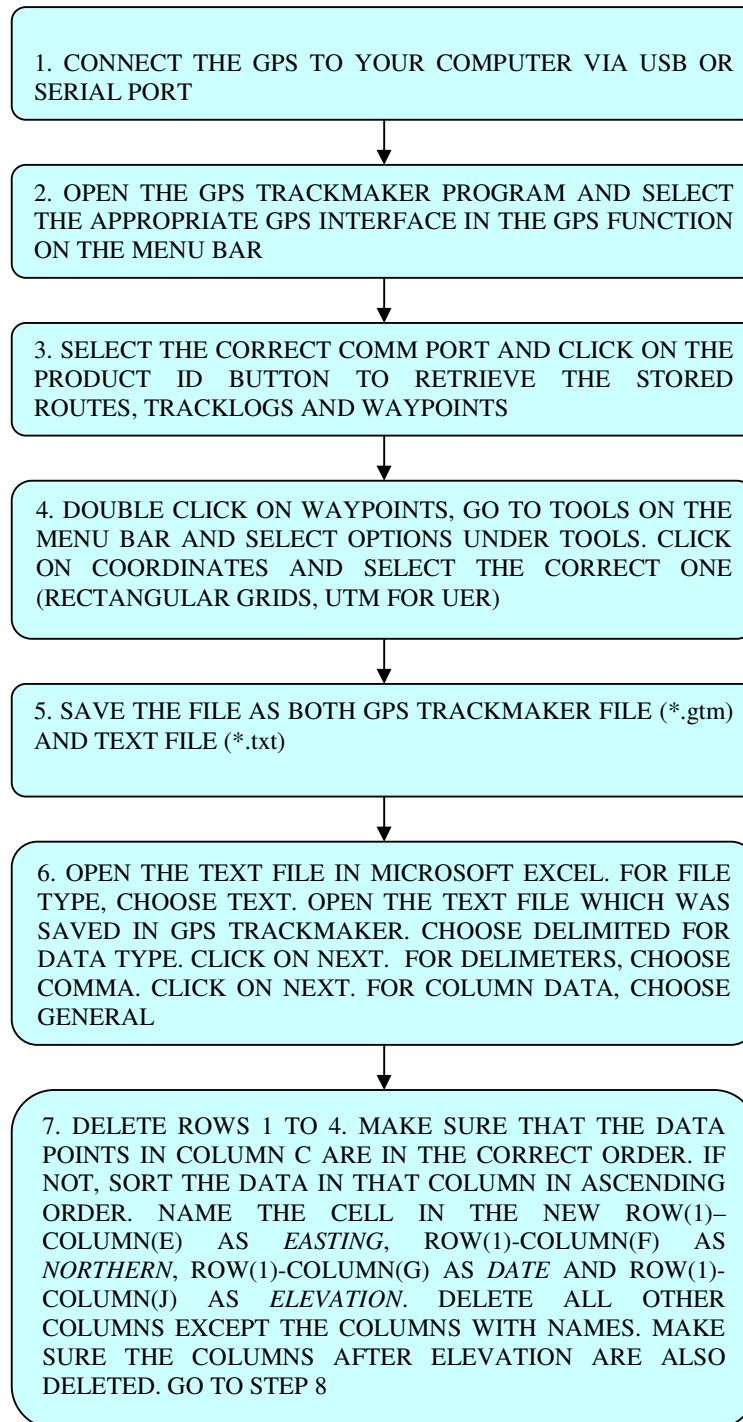 1. CONNECT THE GPS TO YOUR COMPUTER VIA USB OR
SERIAL PORT
2. OPEN THE GPS TRACKMAKER PROGRAM AND SELECT
THE APPROPRIATE GPS INTERFACE IN THE GPS FUNCTION
ON THE MENU BAR
3. SELECT THE CORRECT COMM PORT AND CLICK ON THE
PRODUCT ID BUTTON TO RETRIEVE THE STORED
ROUTES, TRACKLOGS AND WAYPOINTS
4. DOUBLE CLICK ON WAYPOINTS, GO TO TOOLS ON THE
MENU BAR AND SELECT OPTIONS UNDER TOOLS. CLICK
ON COORDINATES AND SELECT THE CORRECT ONE
(RECTANGULAR GRIDS, UTM FOR UER)
5. SAVE THE FILE AS BOTH GPS TRACKMAKER FILE (*.gtm)
AND TEXT FILE (*.txt)
6. OPEN THE TEXT FILE IN MICROSOFT EXCEL. FOR FILE
TYPE, CHOOSE TEXT. OPEN THE TEXT FILE WHICH WAS
SAVED IN GPS TRACKMAKER. CHOOSE DELIMITED FOR
DATA TYPE. CLICK ON NEXT. FOR DELIMETERS, CHOOSE
COMMA. CLICK ON NEXT. FOR COLUMN DATA, CHOOSE
GENERAL
7. DELETE ROWS 1 TO 4. MAKE SURE THAT THE DATA
POINTS IN COLUMN C ARE IN THE CORRECT ORDER. IF
NOT, SORT THE DATA IN THAT COLUMN IN ASCENDING
ORDER. NAME THE CELL IN THE NEW ROW(1)–
COLUMN(E) AS EASTING, ROW(1)-COLUMN(F) AS
NORTHERN, ROW(1)-COLUMN(G) AS DATE AND ROW(1)-
COLUMN(J) AS ELEVATION. DELETE ALL OTHER
COLUMNS EXCEPT THE COLUMNS WITH NAMES. MAKE
SURE THE COLUMNS AFTER ELEVATION ARE ALSO
DELETED. GO TO STEP 8